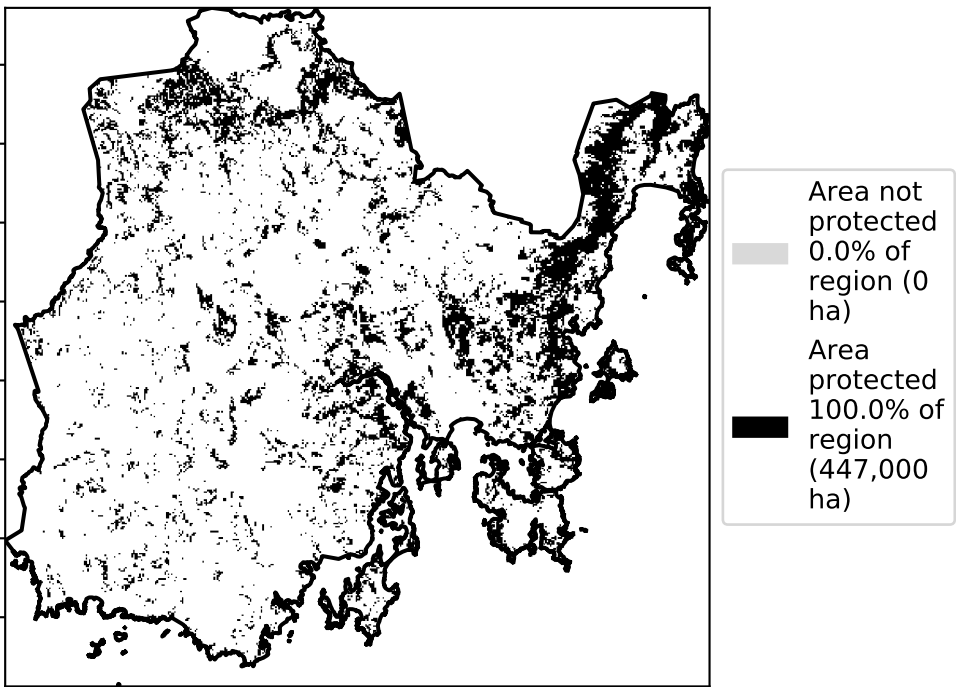 Area not
protected
0.0% of
region (0
ha)
Area
protected
100.0% of
region
(447,000
ha)